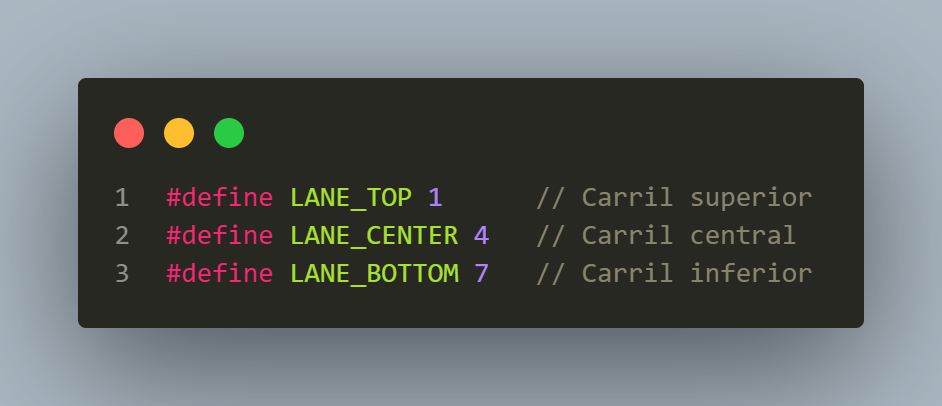 1 #define LANE_TOP 1 // Carril superior
2 #define LANE_CENTER 4 // Carril central
3 #define LANE_BOTTOM 7 // Carril inferior